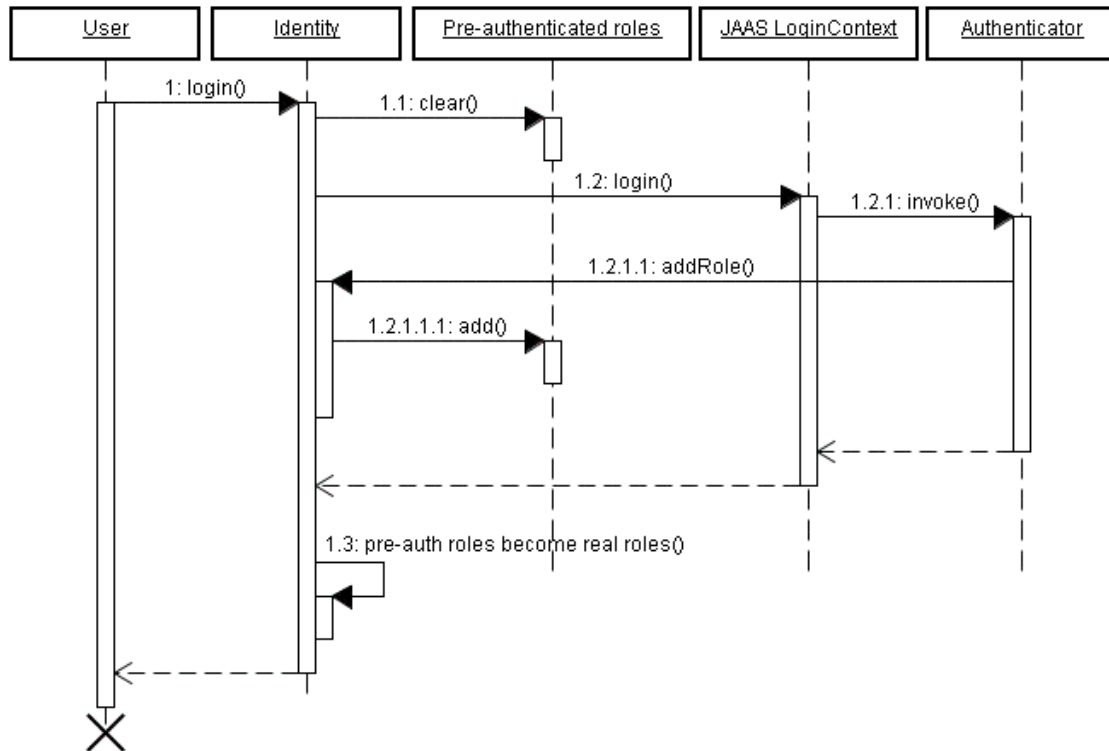 User
Identity
Pre-authenticated roles
JAAS LoginContext
Authenticator
1: login()
1.1: clear()
1.2: login()
1.2.1: invoke()
1.2.1.1: addRole()
1.2.1.1.1: add()
1.3: pre-auth roles become real roles()